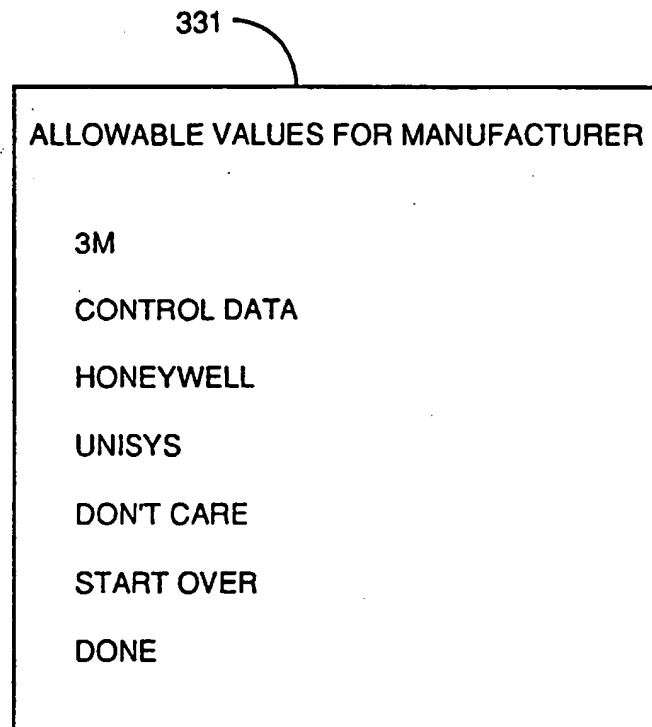 331
ALLOWABLE VALUES FOR MANUFACTURER
3M
CONTROL DATA
HONEYWELL
UNISYS
DON'T CARE
START OVER
DONE